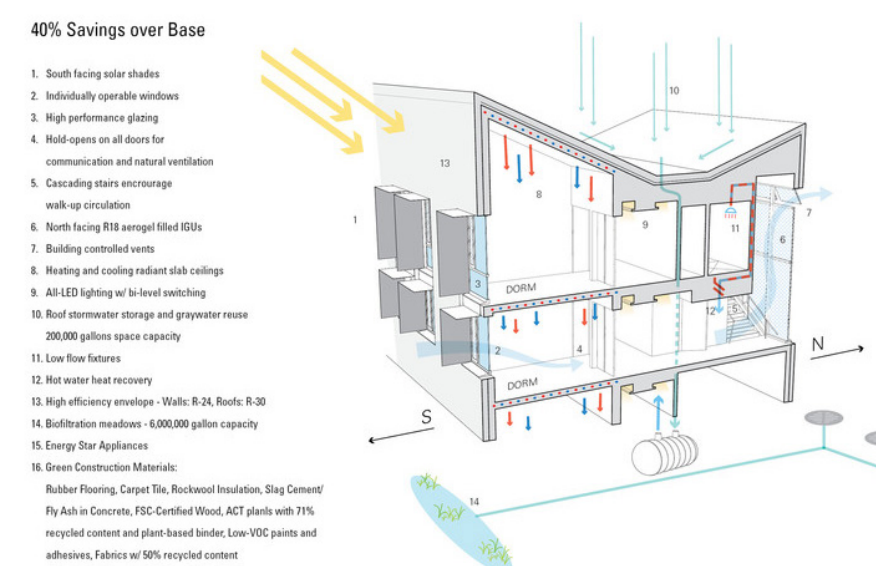 40% Savings over Base
1. South facing solar shades
2. Individually operable windows
3. High performance glazing
4. Hold-opens on all doors for
communication and natural ventilation
5. Cascading stairs encrourage
walk-up circulation
6. North facing R18 aerogel filled IGUs
7. Building controlled vents
8. Heating and cooling radiant slab ceilings
9. All-LED lighting w/ bi-level switching
10. Roof stormwater storage and graywater reuse
200,000 gallons space capacity
11. Low flow fixtures
12. Hot water heat recovery
13. High efficiency envelope - Walls: R-24, Roofs: R-30
14. Biofiltration meadows - 6,000,000 gallon capacity
15. Energy Star Appliances
16. Green Construction Materials:
Rubber Flooring, Carpet Tile, Rockwool Insulation, Slag Cement/
Fly Ash in Concrete, FSC-Certified Wood, ACT planls with 71%
recycled content and plant-based binder, Low-VOC paints and
adhesives, Fabrics w/ 50% recycled content
10
13
8
1
9
11
7
6
3
DORM
12
5
2
4
N
DORM
S
14